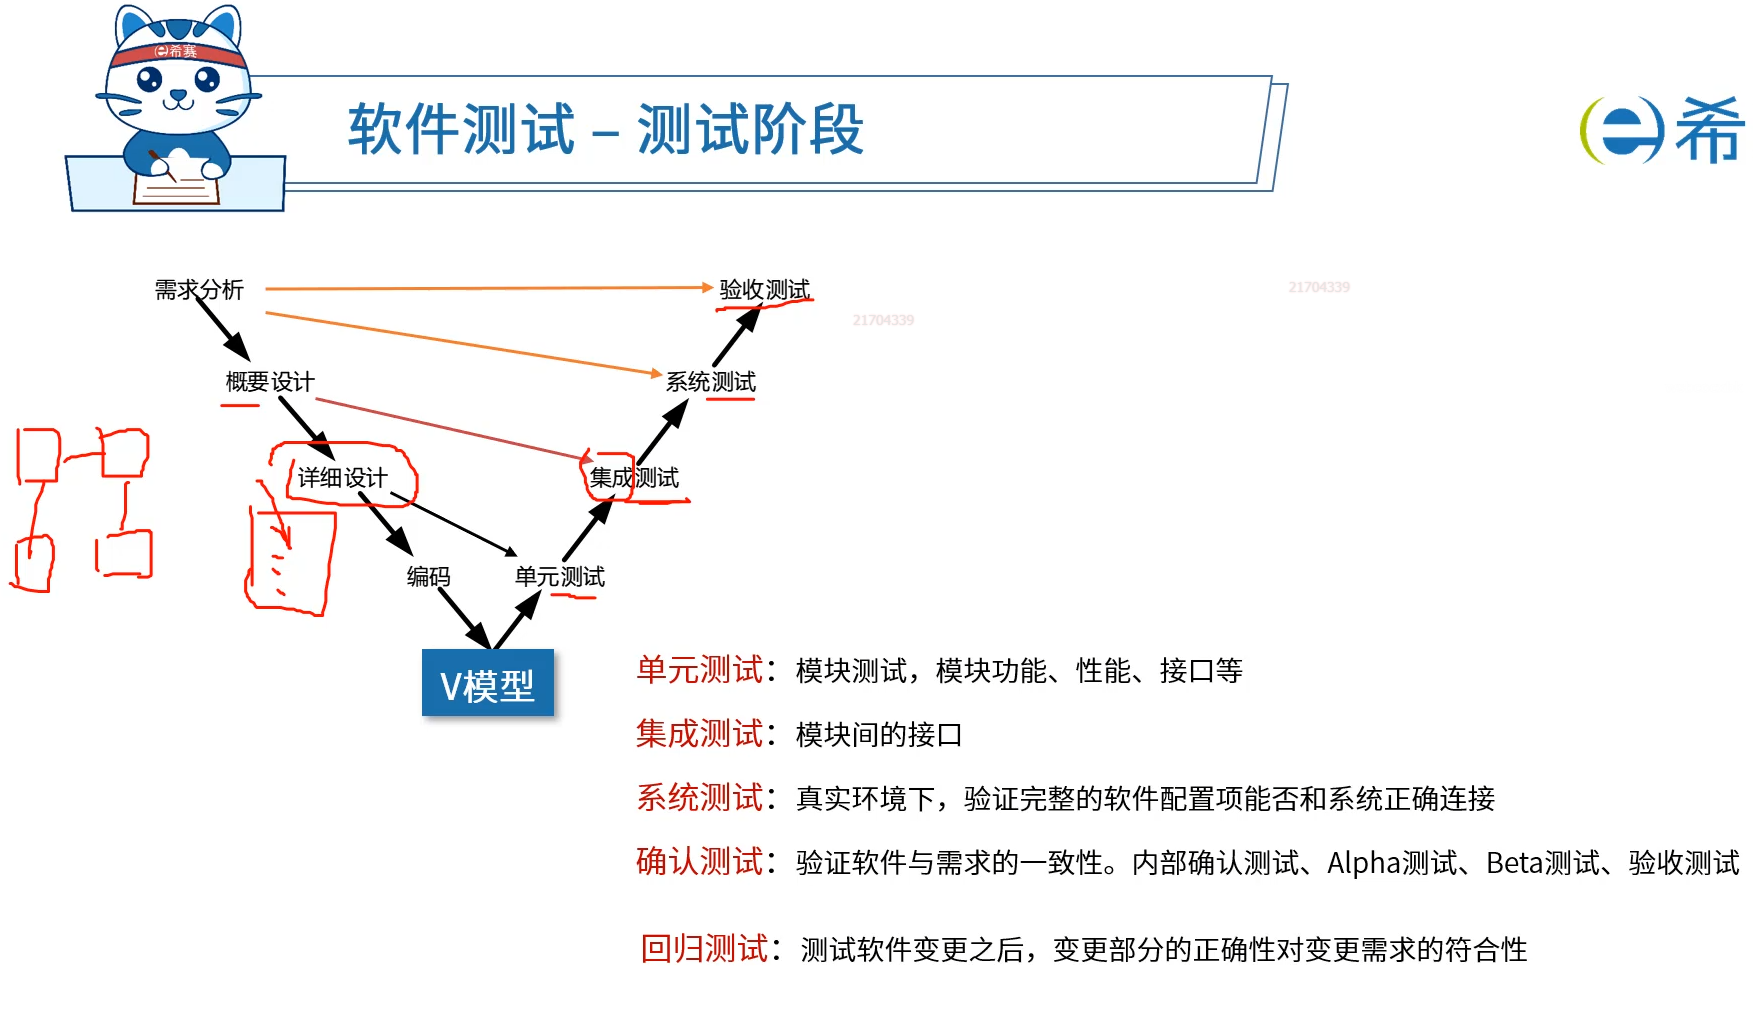 e希赛
软件测试 – 测试阶段
e希
需求分析
验收测试
21704339
21704339
概要设计
系统测试
详细设计
集成测试
编码
单元测试
V模型
单元测试：模块测试，模块功能、性能、接口等
集成测试：模块间的接口
系统测试：真实环境下，验证完整的软件配置项能否和系统正确连接
确认测试：验证软件与需求的一致性。内部确认测试、Alpha测试、Beta测试、验收测试
回归测试：测试软件变更之后，变更部分的正确性对变更需求的符合性